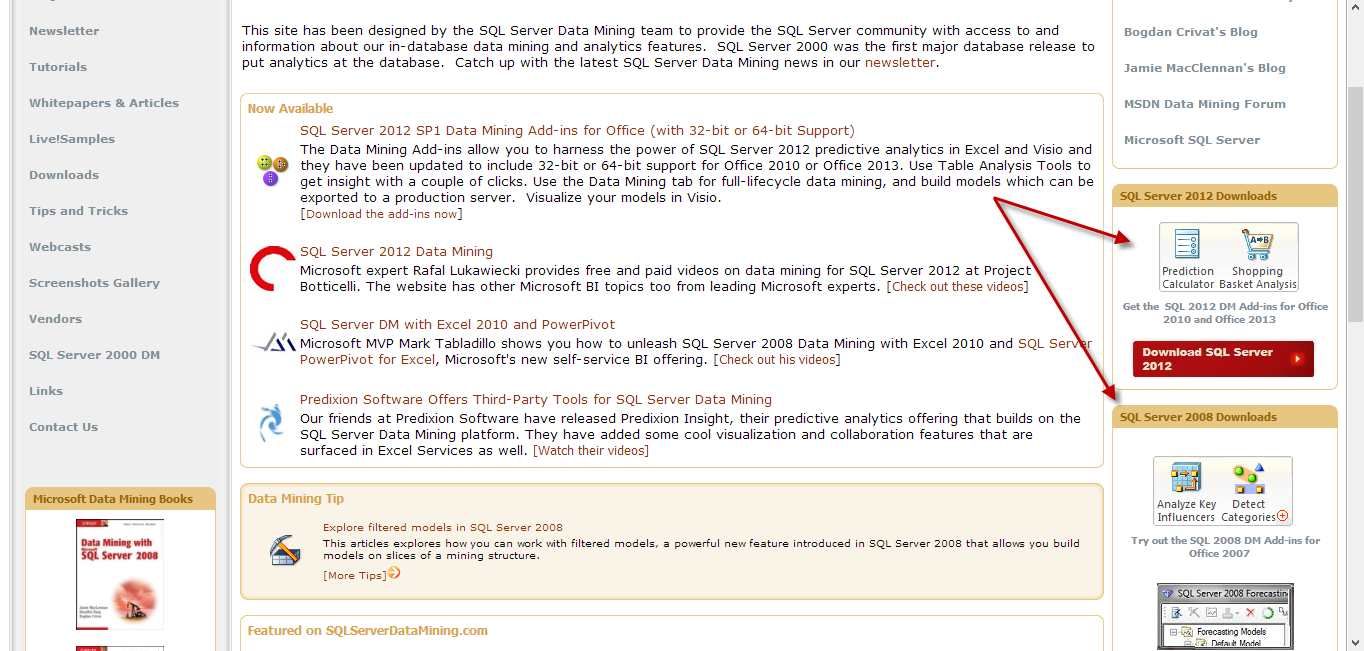 Newsletter
Tutorials
Whitepapers & Articles
Live!Samples
Downloads
Tips and Tricks
Webcasts
Screenshots Gallery
Vendors
SQL Server 2000 DM
Links
Contact Us
Microsoft Data Mining Books
Data Mining with
SQL Server 2008
This site has been designed by the SQL Server Data Mining team to provide the SQL Server community with access to and
information about our in-database data mining and analytics features.  SQL Server 2000 was the first major database release to
put analytics at the database.  Catch up with the latest SQL Server Data Mining news in our newsletter.
Now Available
SQL Server 2012 SP1 Data Mining Add-ins for Office (with 32-bit or 64-bit Support)
The Data Mining Add-ins allow you to harness the power of SQL Server 2012 predictive analytics in Excel and Visio and
they have been updated to include 32-bit or 64-bit support for Office 2010 or Office 2013. Use Table Analysis Tools to
get insight with a couple of clicks. Use the Data Mining tab for full-lifecycle data mining, and build models which can be
exported to a production server.  Visualize your models in Visio.
[Download the add-ins now]
SQL Server 2012 Data Mining
Microsoft expert Rafal Lukawiecki provides free and paid videos on data mining for SQL Server 2012 at Project
Botticelli. The website has other Microsoft BI topics too from leading Microsoft experts. [Check out these videos]
SQL Server DM with Excel 2010 and PowerPivot
Microsoft MVP Mark Tabladillo shows you how to unleash SQL Server 2008 Data Mining with Excel 2010 and SQL Server
PowerPivot for Excel, Microsoft's new self-service BI offering. [Check out his videos]
Predixion Software Offers Third-Party Tools for SQL Server Data Mining
Our friends at Predixion Software have released Predixion Insight, their predictive analytics offering that builds on the
SQL Server Data Mining platform. They have added some cool visualization and collaboration features that are
surfaced in Excel Services as well. [Watch their videos]
Data Mining Tip
Explore filtered models in SQL Server 2008
This articles explores how you can work with filtered models, a powerful new feature introduced in SQL Server 2008 that allows you build
models on slices of a mining structure.
[More Tips]
Featured on SQLServerDataMining.com
Bogdan Crivat's Blog
Jamie MacClennan's Blog
MSDN Data Mining Forum
Microsoft SQL Server
SQL Server 2012 Downloads
A B
Prediction Shopping
Calculator Basket Analysis
Get the  SQL 2012 DM Add-ins for Office
2010 and Office 2013
Download SQL Server
2012
SQL Server 2008 Downloads
Analyze Key Detect
Influencers Categories
Try out the SQL 2008 DM Add-ins for
Office 2007
SQL Server 2008 Forecasting
Forecasting Models
Default Model